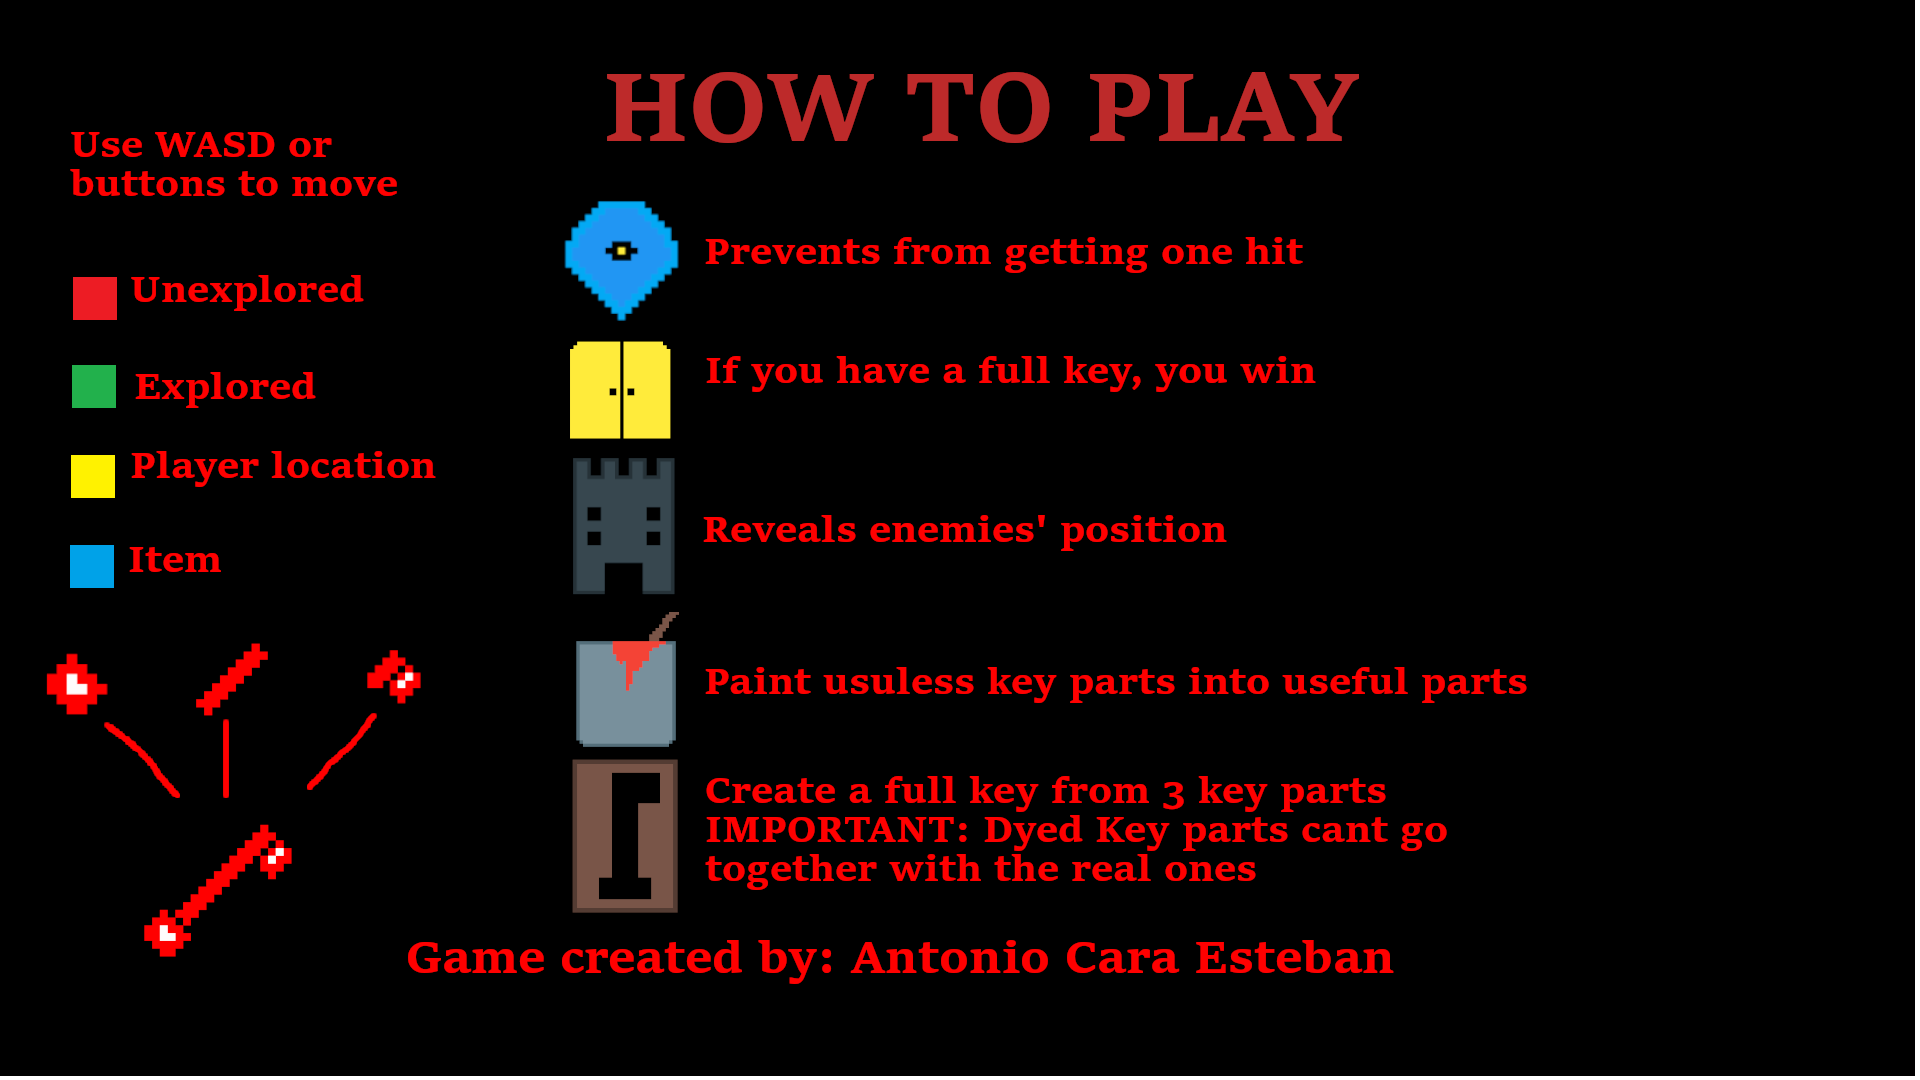 HOW TO PLAY
Use WASD or
buttons to move
Unexplored
Explored
Player location
Item
Prevents from getting one hit
If you have a full key, you win
Reveals enemies' position
Paint usuless key parts into useful parts
Create a full key from 3 key parts
IMPORTANT: Dyed Key parts cant go
together with the real ones
Game created by: Antonio Cara Esteban